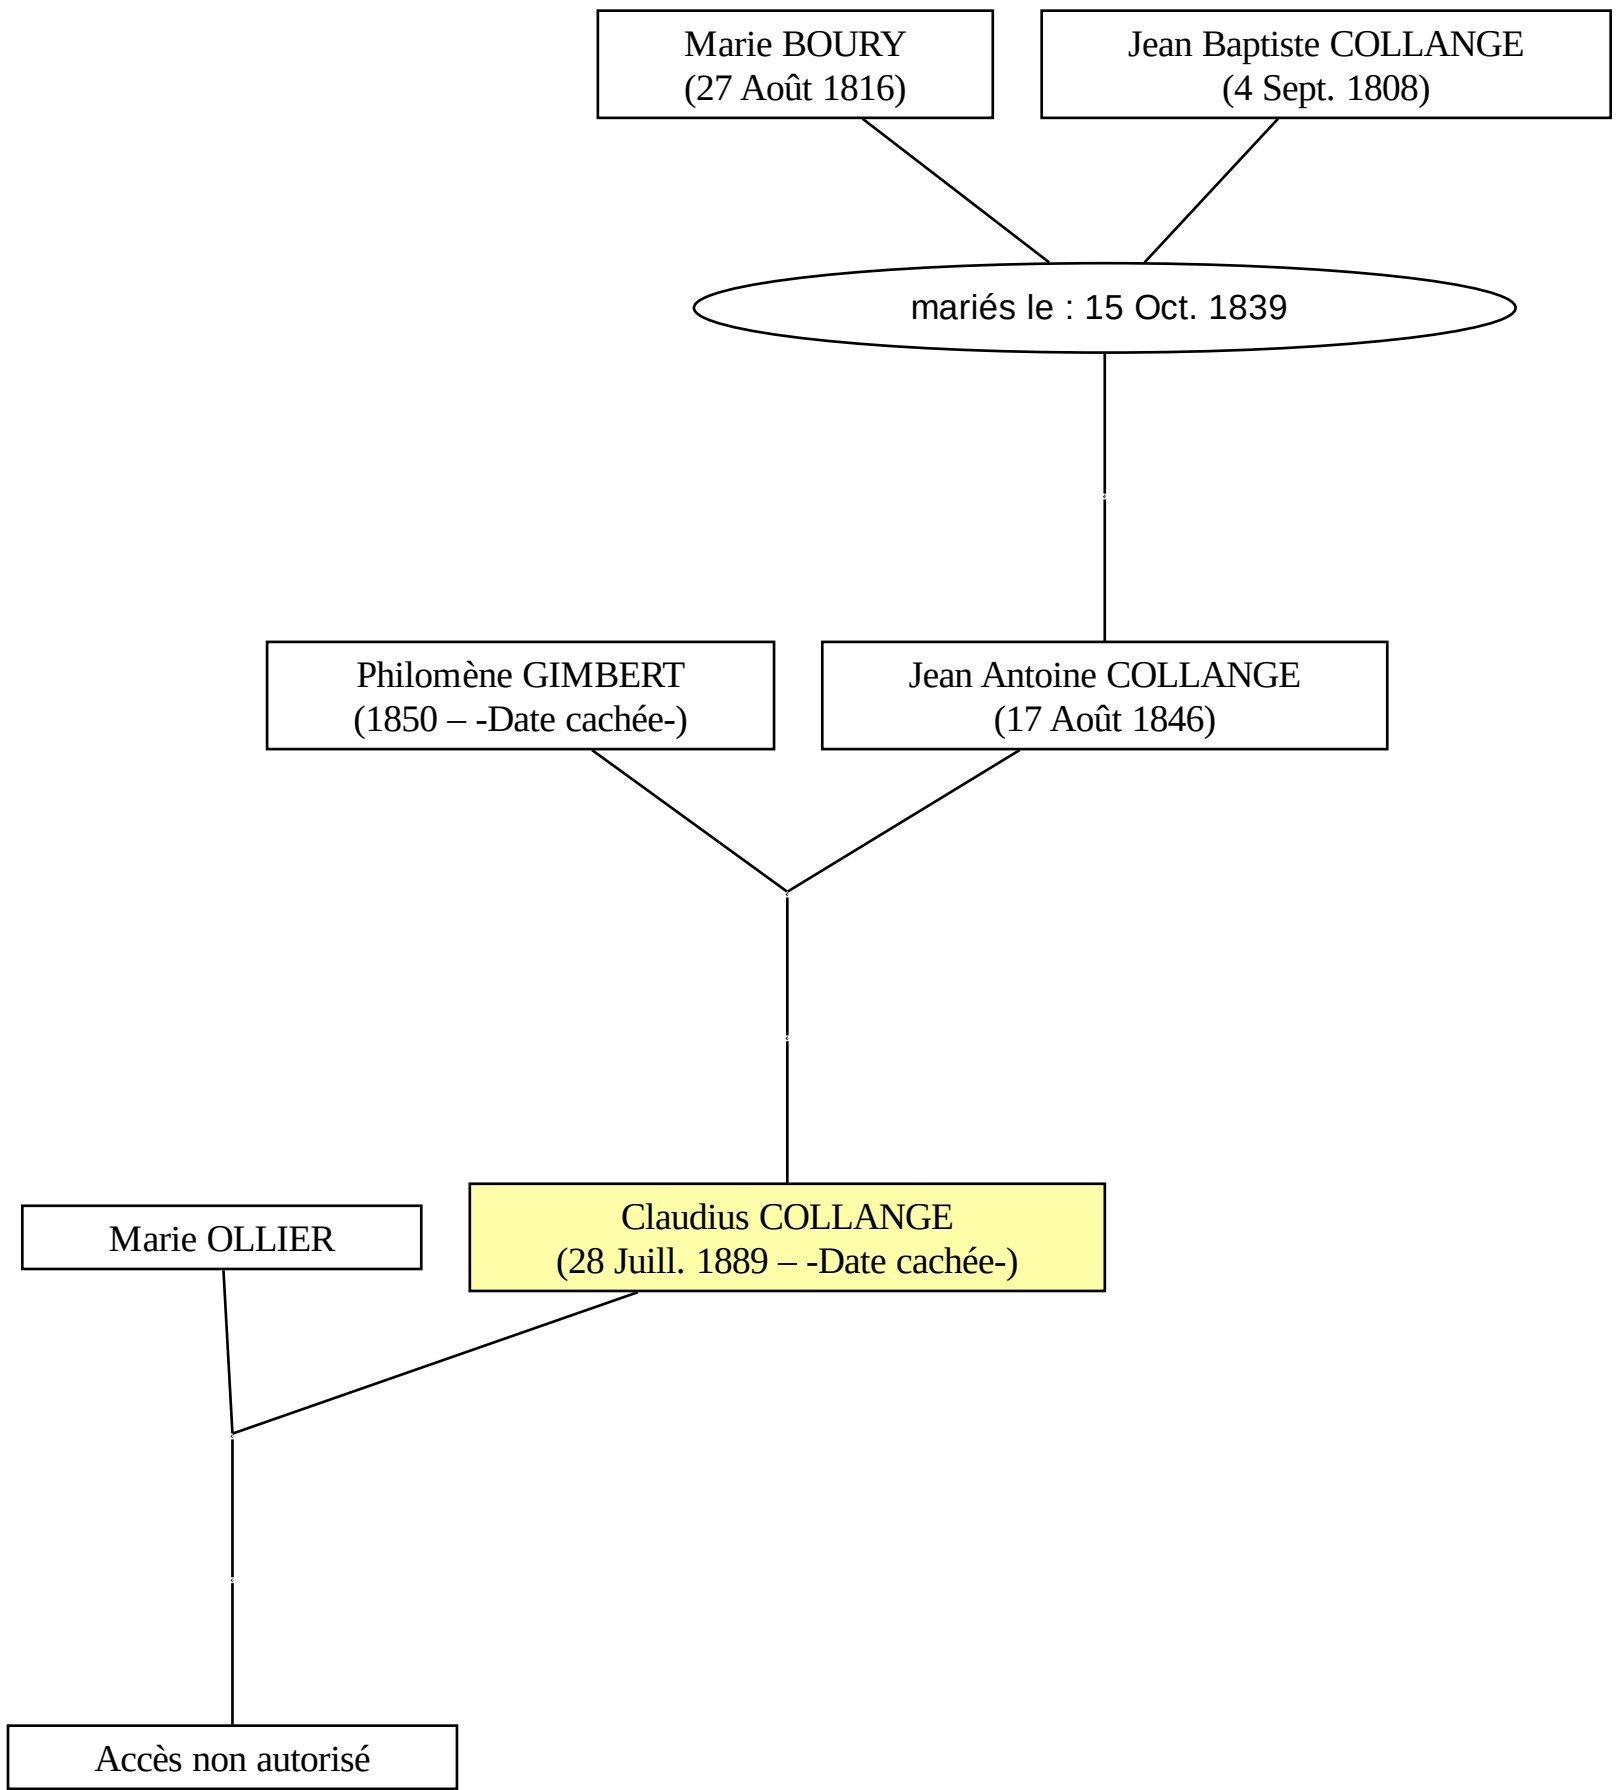 Marie BOURY
(27 Août 1816)
Jean Baptiste COLLANGE
(4 Sept. 1808)
mariés le : 15 Oct. 1839
Philomène GIMBERT
(1850 – -Date cachée-)
Jean Antoine COLLANGE
(17 Août 1846)
Marie OLLIER
Claudius COLLANGE
(28 Juill. 1889 – -Date cachée-)
Accès non autorisé